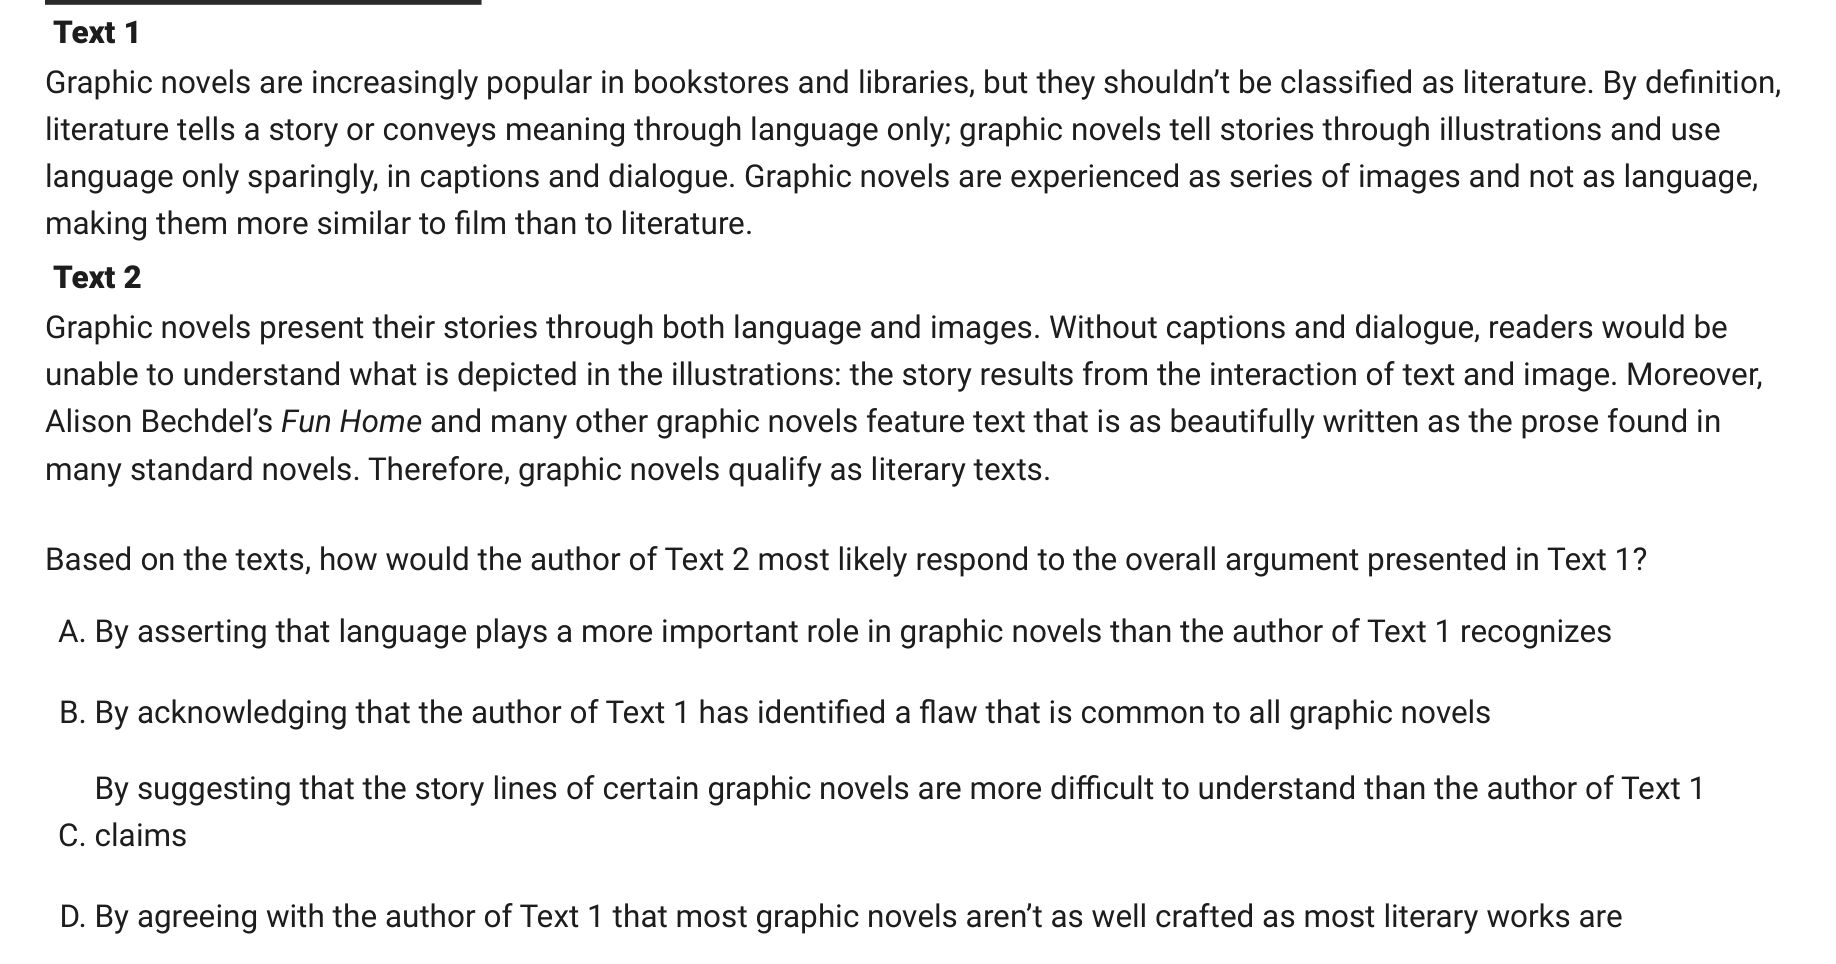 Text 1
Graphic novels are increasingly popular in bookstores and libraries, but they shouldn’t be classified as literature. By definition,
literature tells a story or conveys meaning through language only; graphic novels tell stories through illustrations and use
language only sparingly, in captions and dialogue. Graphic novels are experienced as series of images and not as language,
making them more similar to film than to literature.
Text 2
Graphic novels present their stories through both language and images. Without captions and dialogue, readers would be
unable to understand what is depicted in the illustrations: the story results from the interaction of text and image. Moreover,
Alison Bechdel’s Fun Home and many other graphic novels feature text that is as beautifully written as the prose found in
many standard novels. Therefore, graphic novels qualify as literary texts.
Based on the texts, how would the author of Text 2 most likely respond to the overall argument presented in Text 1?
A. By asserting that language plays a more important role in graphic novels than the author of Text 1 recognizes
B. By acknowledging that the author of Text 1 has identified a flaw that is common to all graphic novels
By suggesting that the story lines of certain graphic novels are more difficult to understand than the author of Text 1
C. claims
D. By agreeing with the author of Text 1 that most graphic novels aren’t as well crafted as most literary works are